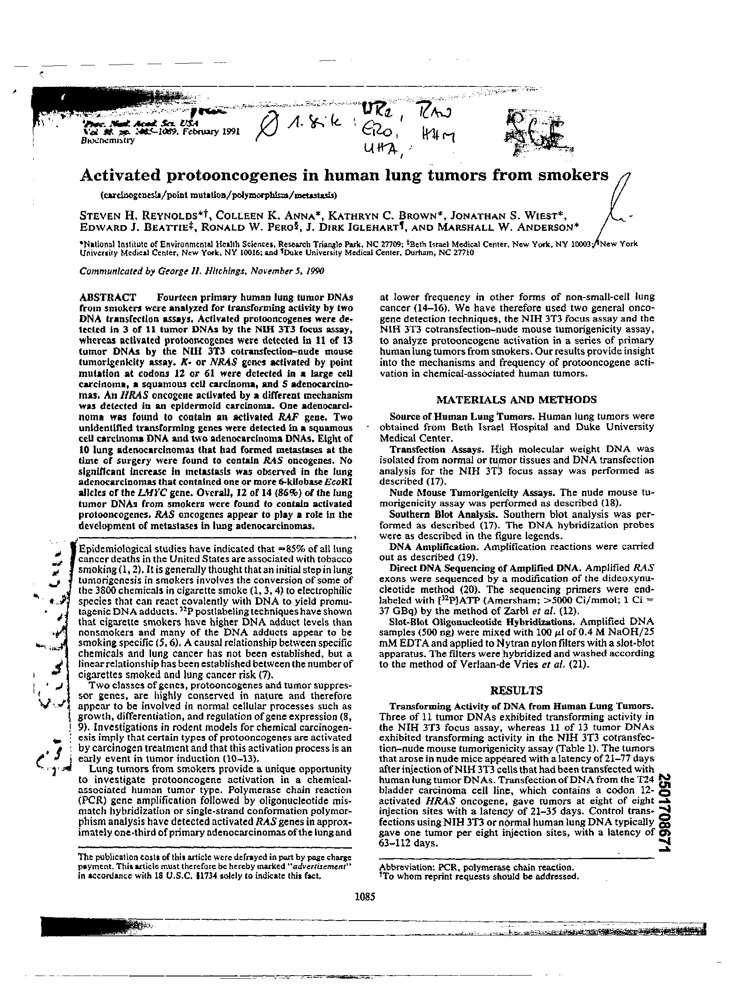 Proc. Natl. Acad. Sci. USA
Vol. 88, pp. 1085–1089, February 1991
Biochemistry
UR2, RAW
ERO, H4M
UHA,
Activated protooncogenes in human lung tumors from smokers
(carcinogenesis/point mutation/polymorphism/metastasis)
STEVEN H. REYNOLDS*†, COLLEEN K. ANNA*, KATHRYN C. BROWN*, JONATHAN S. WIEST*,
EDWARD J. BEATTIE‡, RONALD W. PERO§, J. DIRK IGLEHART¶, AND MARSHALL W. ANDERSON*
*National Institute of Environmental Health Sciences, Research Triangle Park, NC 27709; ‡Beth Israel Medical Center, New York, NY 10003; §New York
University Medical Center, New York, NY 10016; and ¶Duke University Medical Center, Durham, NC 27710
Communicated by George H. Hitchings, November 5, 1990
ABSTRACT Fourteen primary human lung tumor DNAs
from smokers were analyzed for transforming activity by two
DNA transfection assays. Activated protooncogenes were de-
tected in 3 of 11 tumor DNAs by the NIH 3T3 focus assay,
whereas activated protooncogenes were detected in 11 of 13
tumor DNAs by the NIH 3T3 cotransfection–nude mouse
tumorigenicity assay. K- or NRAS genes activated by point
mutation at codons 12 or 61 were detected in a large cell
carcinoma, a squamous cell carcinoma, and 5 adenocarcino-
mas. An HRAS oncogene activated by a different mechanism
was detected in an epidermoid carcinoma. One adenocarci-
noma was found to contain an activated RAF gene. Two
unidentified transforming genes were detected in a squamous
cell carcinoma DNA and two adenocarcinoma DNAs. Eight of
10 lung adenocarcinomas that had formed metastases at the
time of surgery were found to contain RAS oncogenes. No
significant increase in metastasis was observed in the lung
adenocarcinomas that contained one or more 6-kilobase EcoRI
alleles of the LMYC gene. Overall, 12 of 14 (86%) of the lung
tumor DNAs from smokers were found to contain activated
protooncogenes. RAS oncogenes appear to play a role in the
development of metastases in lung adenocarcinomas.
Epidemiological studies have indicated that ≈85% of all lung
cancer deaths in the United States are associated with tobacco
smoking (1, 2). It is generally thought that an initial step in lung
tumorigenesis in smokers involves the conversion of some of
the 3800 chemicals in cigarette smoke (1, 3, 4) to electrophilic
species that can react covalently with DNA to yield promu-
tagenic DNA adducts. ³²P postlabeling techniques have shown
that cigarette smokers have higher DNA adduct levels than
nonsmokers and many of the DNA adducts appear to be
smoking specific (5, 6). A causal relationship between specific
chemicals and lung cancer has not been established, but a
linear relationship has been established between the number of
cigarettes smoked and lung cancer risk (7).
Two classes of genes, protooncogenes and tumor suppres-
sor genes, are highly conserved in nature and therefore
appear to be involved in normal cellular processes such as
growth, differentiation, and regulation of gene expression (8,
9). Investigations in rodent models for chemical carcinogen-
esis imply that certain types of protooncogenes are activated
by carcinogen treatment and that this activation process is an
early event in tumor induction (10–13).
Lung tumors from smokers provide a unique opportunity
to investigate protooncogene activation in a chemical-
associated human tumor type. Polymerase chain reaction
(PCR) gene amplification followed by oligonucleotide mis-
match hybridization or single-strand conformation polymor-
phism analysis have detected activated RAS genes in approx-
imately one-third of primary adenocarcinomas of the lung and
The publication costs of this article were defrayed in part by page charge
payment. This article must therefore be hereby marked "advertisement"
in accordance with 18 U.S.C. §1734 solely to indicate this fact.
at lower frequency in other forms of non-small-cell lung
cancer (14–16). We have therefore used two general onco-
gene detection techniques, the NIH 3T3 focus assay and the
NIH 3T3 cotransfection–nude mouse tumorigenicity assay,
to analyze protooncogene activation in a series of primary
human lung tumors from smokers. Our results provide insight
into the mechanisms and frequency of protooncogene acti-
vation in chemical-associated human tumors.
MATERIALS AND METHODS
Source of Human Lung Tumors. Human lung tumors were
obtained from Beth Israel Hospital and Duke University
Medical Center.
Transfection Assays. High molecular weight DNA was
isolated from normal or tumor tissues and DNA transfection
analysis for the NIH 3T3 focus assay was performed as
described (17).
Nude Mouse Tumorigenicity Assays. The nude mouse tu-
morigenicity assay was performed as described (18).
Southern Blot Analysis. Southern blot analysis was per-
formed as described (17). The DNA hybridization probes
were as described in the figure legends.
DNA Amplification. Amplification reactions were carried
out as described (19).
Direct DNA Sequencing of Amplified DNA. Amplified RAS
exons were sequenced by a modification of the dideoxynu-
cleotide method (20). The sequencing primers were end-
labeled with [³²P]ATP (Amersham; >5000 Ci/mmol; 1 Ci =
37 GBq) by the method of Zarbl et al. (12).
Slot-Blot Oligonucleotide Hybridizations. Amplified DNA
samples (500 ng) were mixed with 100 μl of 0.4 M NaOH/25
mM EDTA and applied to Nytran nylon filters with a slot-blot
apparatus. The filters were hybridized and washed according
to the method of Verlaan-de Vries et al. (21).
RESULTS
Transforming Activity of DNA from Human Lung Tumors.
Three of 11 tumor DNAs exhibited transforming activity in
the NIH 3T3 focus assay, whereas 11 of 13 tumor DNAs
exhibited transforming activity in the NIH 3T3 cotransfec-
tion–nude mouse tumorigenicity assay (Table 1). The tumors
that arose in nude mice appeared with a latency of 21–77 days
after injection of NIH 3T3 cells that had been transfected with
human lung tumor DNAs. Transfection of DNA from the T24
bladder carcinoma cell line, which contains a codon 12-
activated HRAS oncogene, gave tumors at eight of eight
injection sites with a latency of 21–35 days. Control trans-
fections using NIH 3T3 or normal human lung DNA typically
gave one tumor per eight injection sites, with a latency of
63–112 days.
Abbreviation: PCR, polymerase chain reaction.
†To whom reprint requests should be addressed.
2501708671
1085